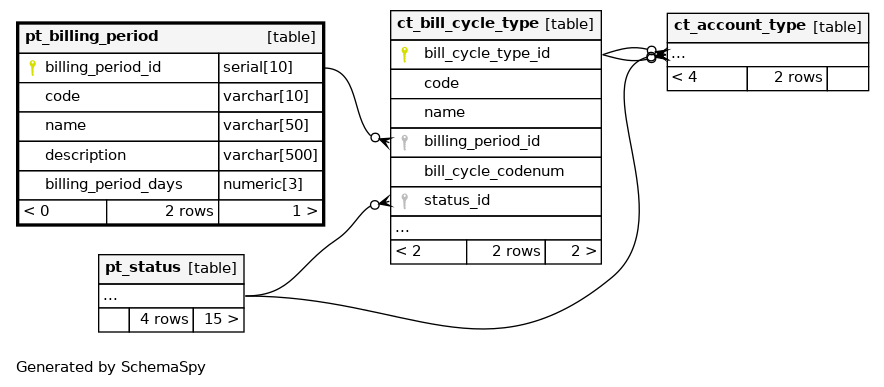 pt_billing_period [table]
billing_period_id serial[10]
code varchar[10]
name varchar[50]
description varchar[500]
billing_period_days numeric[3]
< 0 2 rows 1 >
ct_bill_cycle_type [table]
bill_cycle_type_id
code
name
billing_period_id
bill_cycle_codenum
status_id
...
< 2 2 rows 2 >
ct_account_type [table]
...
< 4 2 rows
pt_status [table]
...
4 rows 15 >
Generated by SchemaSpy